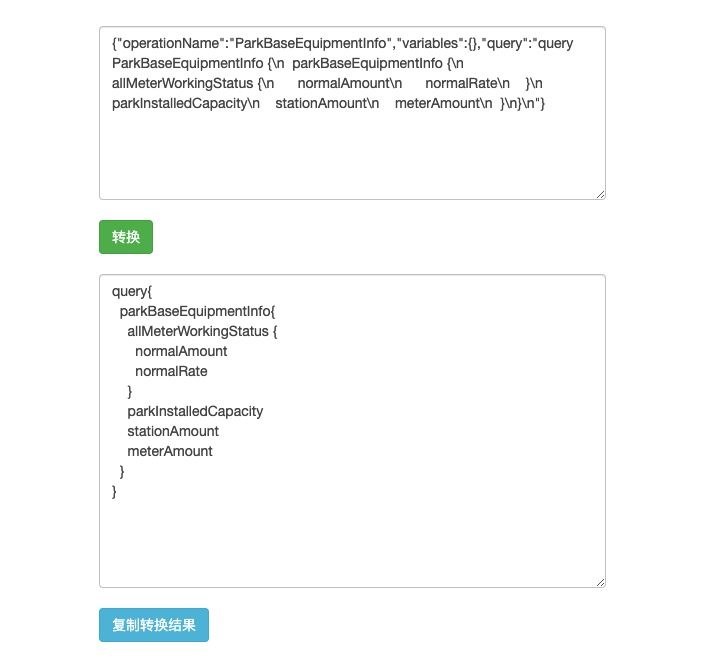 {"operationName":"ParkBaseEquipmentInfo","variables":{},"query":"query
ParkBaseEquipmentInfo {\n  parkBaseEquipmentInfo {\n
allMeterWorkingStatus {\n      normalAmount\n      normalRate\n    }\n
parkInstalledCapacity\n    stationAmount\n    meterAmount\n  }\n}\n"}
转换
query{
  parkBaseEquipmentInfo{
    allMeterWorkingStatus {
      normalAmount
      normalRate
    }
    parkInstalledCapacity
    stationAmount
    meterAmount
  }
}
复制转换结果